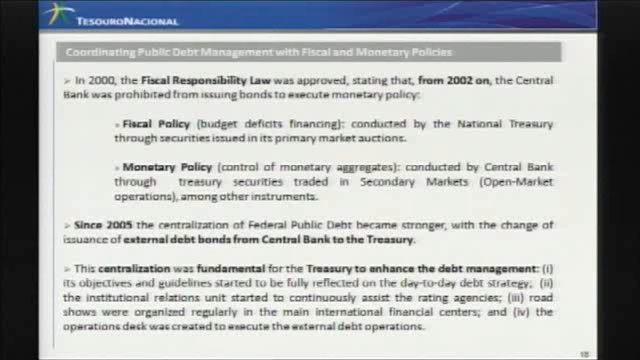 TESOURONACIONAL
Coordinating Public Debt Management with Fiscal and Monetary Policies
➢ In 2000, the Fiscal Responsibility Law was approved, stating that, from 2002 on, the Central
Bank was prohibited from issuing bonds to execute monetary policy:
Fiscal Policy (budget deficits financing): conducted by the National Treasury
through securities issued in its primary market auctions.
Monetary Policy (control of monetary aggregates): conducted by Central Bank
through treasury securities traded in Secondary Markets (Open-Market
operations), among other instruments.
➢ Since 2005 the centralization of Federal Public Debt became stronger, with the change of
issuance of external debt bonds from Central Bank to the Treasury.
➢ This centralization was fundamental for the Treasury to enhance the debt management: (i)
its objectives and guidelines started to be fully reflected on the day-to-day debt strategy; (ii)
the institutional relations unit started to continuously assist the rating agencies; (iii) road
shows were organized regularly in the main international financial centers; and (iv) the
operations desk was created to execute the external debt operations.
18